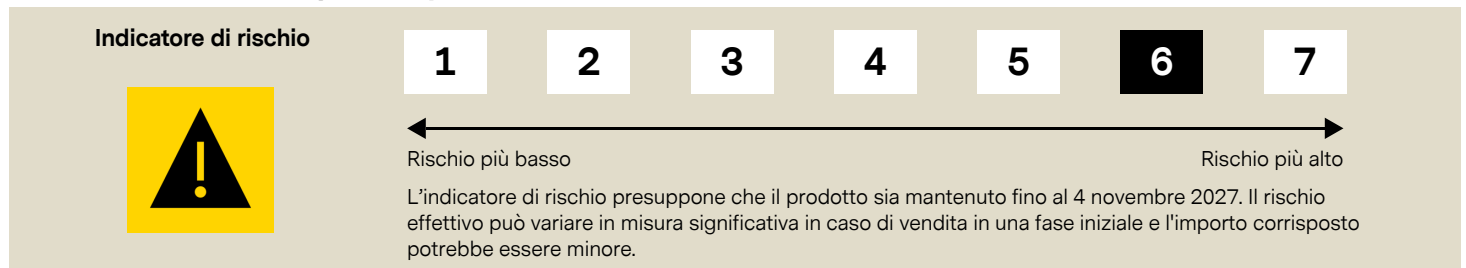 Indicatore di rischio
1 2 3 4 5 6 7
Rischio più basso Rischio più alto
L'indicatore di rischio presuppone che il prodotto sia mantenuto fino al 4 novembre 2027. Il rischio
effettivo può variare in misura significativa in caso di vendita in una fase iniziale e l'importo corrisposto
potrebbe essere minore.